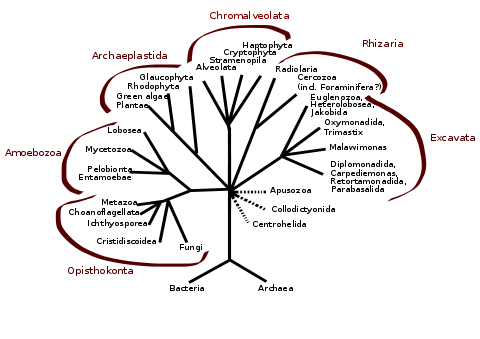 Chromalveolata
Haptophyta
Cryptophyta
Stramenopila
Alveolata
Rhizaria
Radiolaria
Cercozoa
(incl. Foraminifera?)
Archaeplastida
Glaucophyta
Rhodophyta
Green algae
Plantae
Euglenozoa,
Heterolobosea,
Jakobida
Oxymonadida,
Trimastix
Malawimonas
Excavata
Diplomonadida,
Carpediemonas,
Retortamonadida,
Parabasalida
Amoebozoa
Lobosea
Mycetozoa
Pelobionta
Entamoebae
Apusozoa
Collodictyonida
Centrohelida
Metazoa
Choanoflagellata
Ichthyosporea
Cristidiscoidea
Fungi
Opisthokonta
Bacteria
Archaea